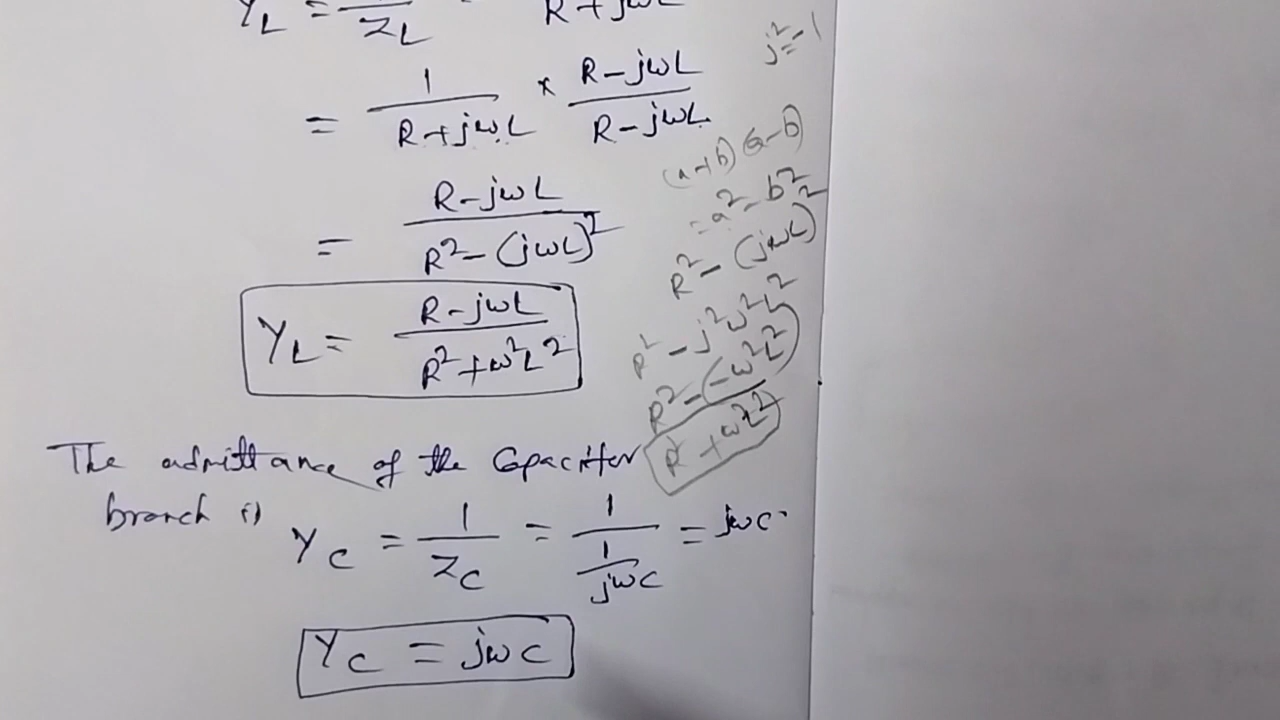 Y_L = 1/Z_L = R + jωL
= 1/(R + jωL) × (R - jωL)/(R - jωL)
= (R - jωL)/(R² - (jωL)²)
Y_L = (R - jωL)/(R² + ω²L²)
The admittance of the Capacitor
branch is
Y_C = 1/Z_C = 1/(1/jωC) = jωC.
Y_C = jωC
j² = -1
(a+b)(a-b)
= a² - b²
R² - (jωL)²
R² - j²ω²L²
R² - (-ω²L²)
R² + ω²L²